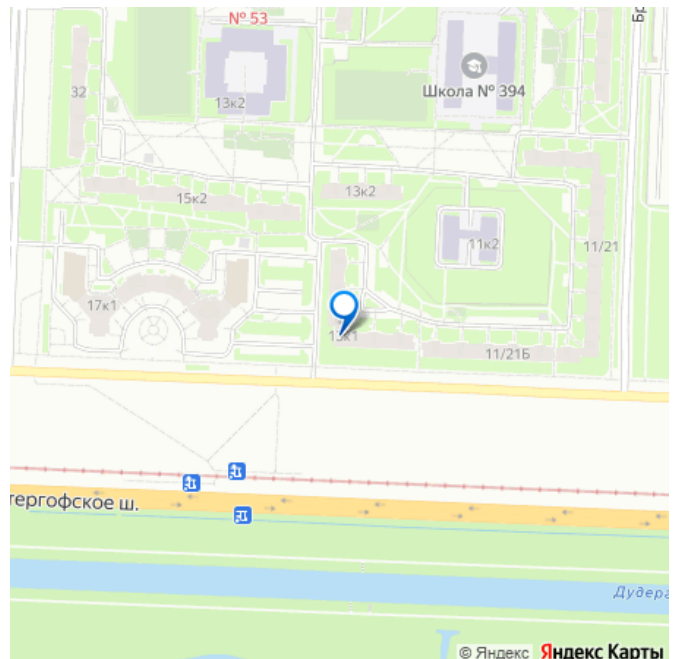 № 53
Бр
32
13к2
Школа № 394
15к2
13к2
11к2
11/21
17к1
13к1
11/21Б
тергофское ш.
Дудерг
© Яндекс Яндекс Карты